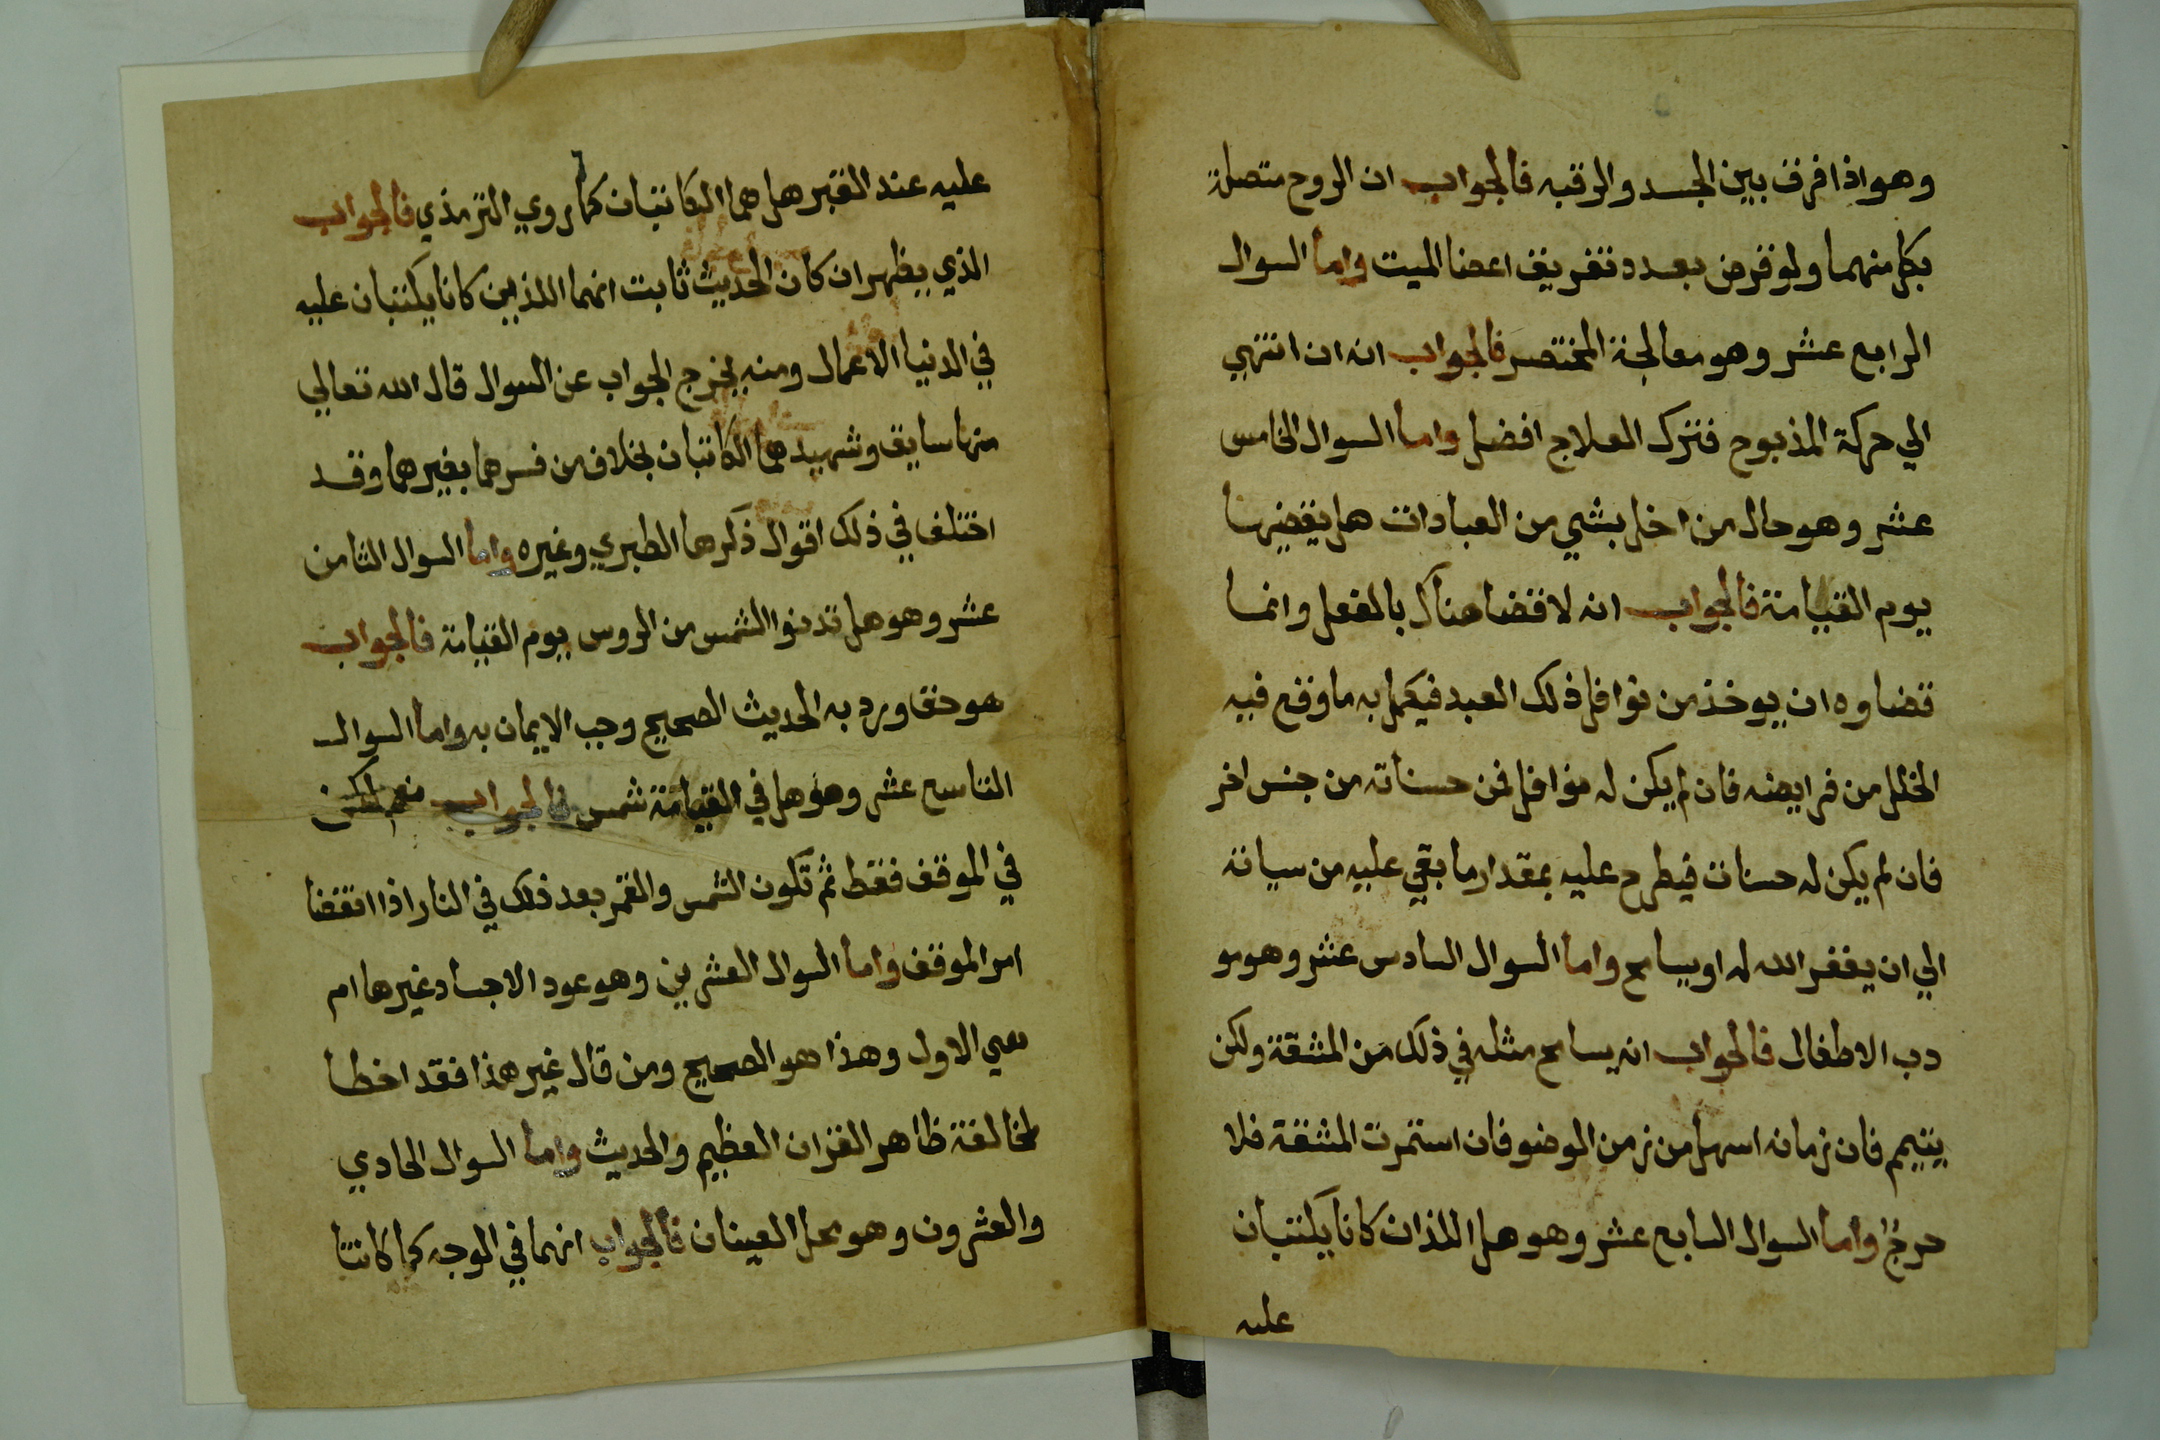 وهو اذا فرق بين الجسد والرقبه فالجواب ان الروح متصلة
بكل منهما ولو فرض بعدد تفريق اعضا الميت واما السوال
الرابع عشر وهو معالجة المختصر فالجواب انه ان انتهي
الي حركة المذبوح فترك العلاج افضل واما السوال الخامس
عشر وهو حال من اخل بشي من العبادات هل يقضيها
يوم القيامة فالجواب انه لا قضا هناك بالفعل وانما
قضاوه ان يوخذ من نوافل ذلك العبد فيكمل به ما وقع فيه
الخلل من فرايضه فان لم يكن له نوافل فمن حسناته من جنس اخر
فان لم يكن له حسنات فيطرح عليه بمقدار ما بقي عليه من سياته
الي ان يغفر الله له او يسامح واما السوال السادس عشر وهو مو
دب الاطفال فالجواب انه يسامح مثله في ذلك من المشقة ولكن
يتيمم فان زمانه اسهل من زمن الوضو فان استمرت المشقة فلا
حرج واما السوال السابع عشر وهو هل اللذان كانا يكتبان
عليه
عليه عند القبر هل هما الكاتبان كما روي الترمذي فالجواب
الذي يظهر ان كان الحديث ثابت انهما اللذين كانا يكتبان عليه
في الدنيا الاعمال ومنه يخرج الجواب عن السوال قال الله تعالي
منها سايق وشهيد هما الكاتبان بخلاف من فسرهما بغيرهما وقد
اختلف في ذلك اقوال ذكرها الطبري وغيره واما السوال الثامن
عشر وهو هل تدنوا الشمس من الروس يوم القيامة فالجواب
هو حق ورد به الحديث الصحيح وجب الايمان به واما السوال
التاسع عشر وهو هل في القيامة شمس فالجواب نعم لكن
في الموقف فقط ثم تكون الشمس والقمر بعد ذلك في النار اذا انقضا
امر الموقف واما السوال العشرين وهو عود الاجساد غيرها ام
هي الاول وهذا هو الصحيح ومن قال غير هذا فقد اخطا
لمخالفة ظاهر القران العظيم والحديث واما السوال الحادي
والعشرون وهو محل العينان فالجواب انهما في الوجه كما كانتا